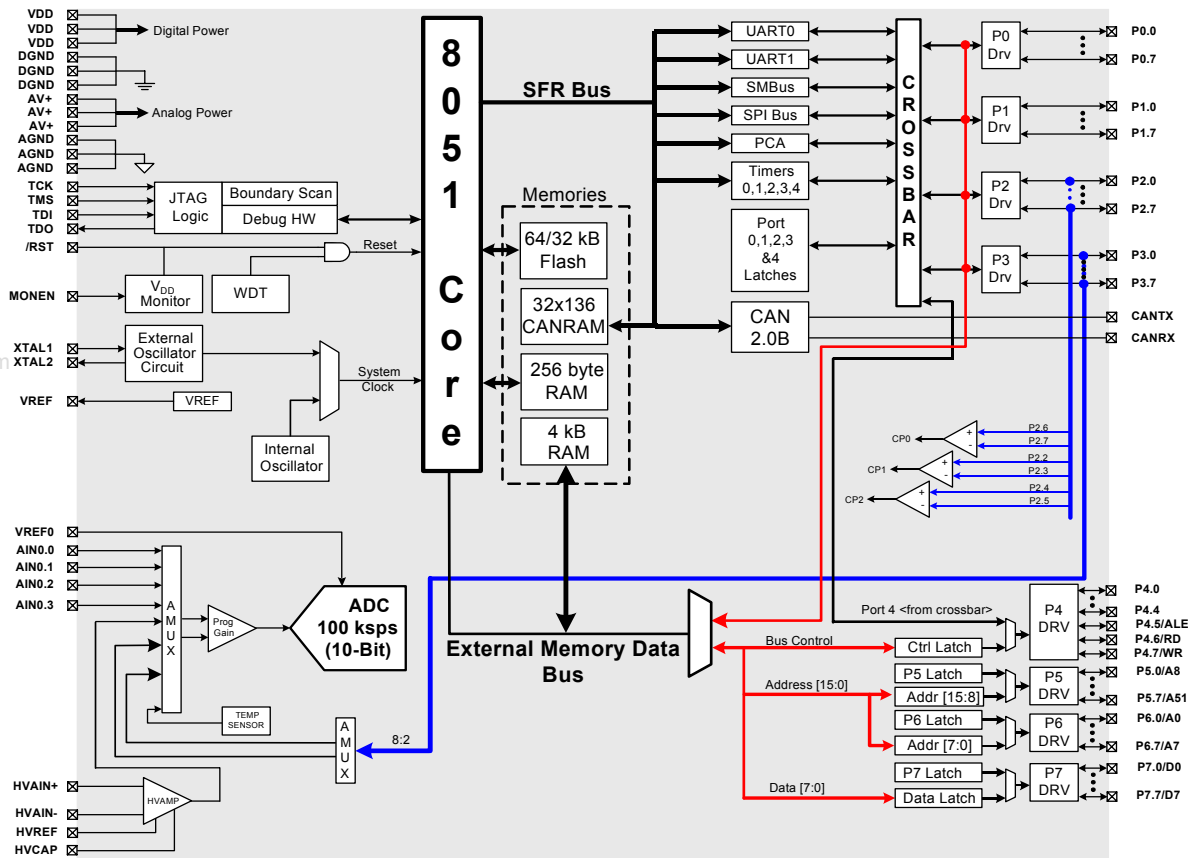 VDD
VDD
VDD
Digital Power
DGND
DGND
DGND
AV+
AV+
AV+
Analog Power
AGND
AGND
AGND
TCK
TMS
TDI
TDO
JTAG
Logic
Boundary Scan
Debug HW
/RST
Reset
MONEN
VDD
Monitor
WDT
XTAL1
XTAL2
External
Oscillator
Circuit
System
Clock
VREF
VREF
Internal
Oscillator
8
0
5
1
C
o
r
e
SFR Bus
Memories
64/32 kB
Flash
32x136
CANRAM
256 byte
RAM
4 kB
RAM
UART0
UART1
SMBus
SPI Bus
PCA
Timers
0,1,2,3,4
Port
0,1,2,3
&4
Latches
CAN
2.0B
C
R
O
S
S
B
A
R
P0
Drv
P1
Drv
P2
Drv
P3
Drv
P0.0
P0.7
P1.0
P1.7
P2.0
P2.7
P3.0
P3.7
CANTX
CANRX
CP0
+
-
P2.6
P2.7
CP1
+
-
P2.2
P2.3
CP2
+
-
P2.4
P2.5
VREF0
AIN0.0
AIN0.1
AIN0.2
AIN0.3
A
M
U
X
Prog
Gain
ADC
100 ksps
(10-Bit)
TEMP
SENSOR
A
M
U
X
8:2
HVAIN+
HVAIN-
HVREF
HVCAP
HVAMP
External Memory Data
Bus
Port 4 <from crossbar>
Bus Control
Address [15:0]
Data [7:0]
Ctrl Latch
P5 Latch
Addr [15:8]
P6 Latch
Addr [7:0]
P7 Latch
Data Latch
P4
DRV
P5
DRV
P6
DRV
P7
DRV
P4.0
P4.4
P4.5/ALE
P4.6/RD
P4.7/WR
P5.0/A8
P5.7/A51
P6.0/A0
P6.7/A7
P7.0/D0
P7.7/D7